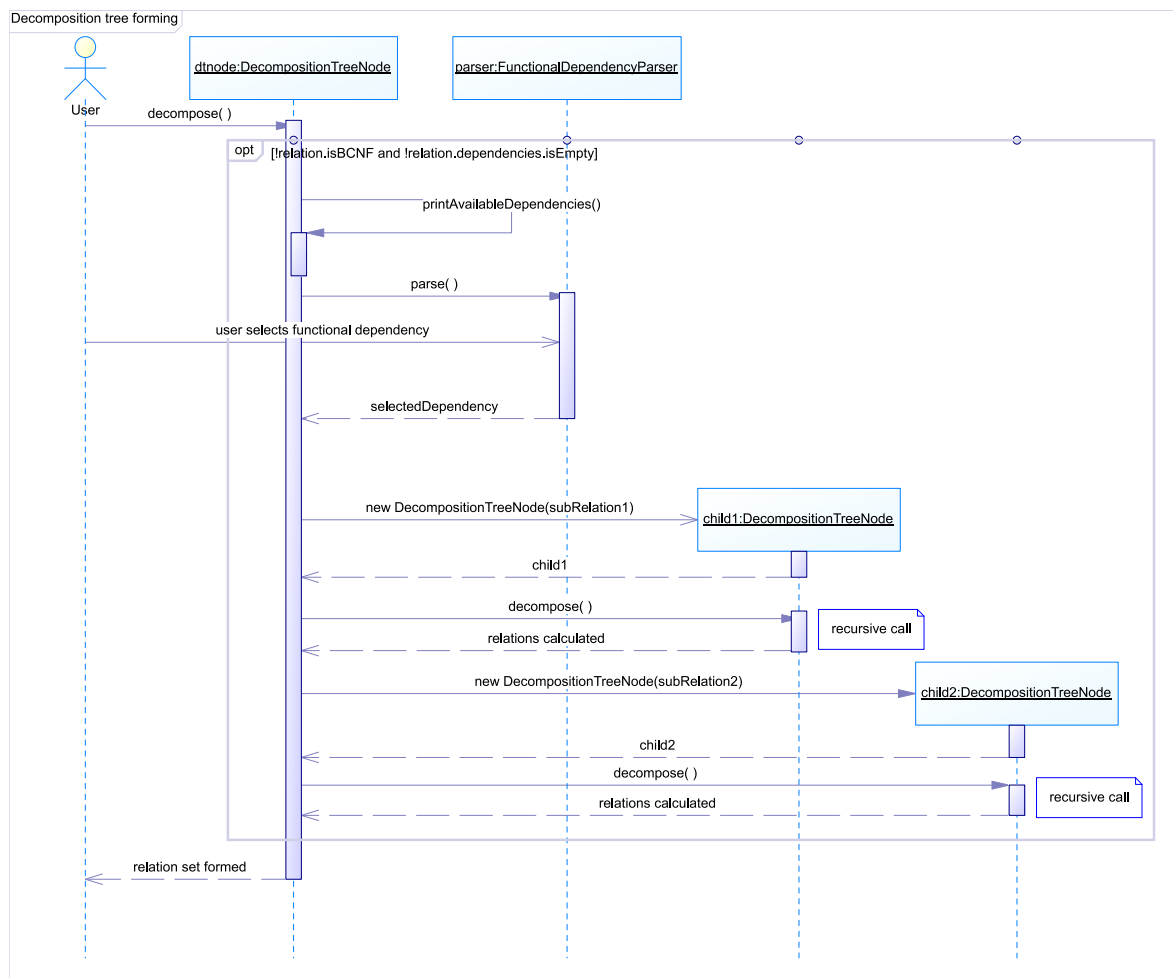 Decomposition tree forming
dtnode:DecompositionTreeNode
parser:FunctionalDependencyParser
User
decompose( )
opt
[!relation.isBCNF and !relation.dependencies.isEmpty]
printAvailableDependencies()
parse( )
user selects functional dependency
selectedDependency
new DecompositionTreeNode(subRelation1)
child1:DecompositionTreeNode
child1
decompose( )
recursive call
relations calculated
new DecompositionTreeNode(subRelation2)
child2:DecompositionTreeNode
child2
decompose( )
recursive call
relations calculated
relation set formed